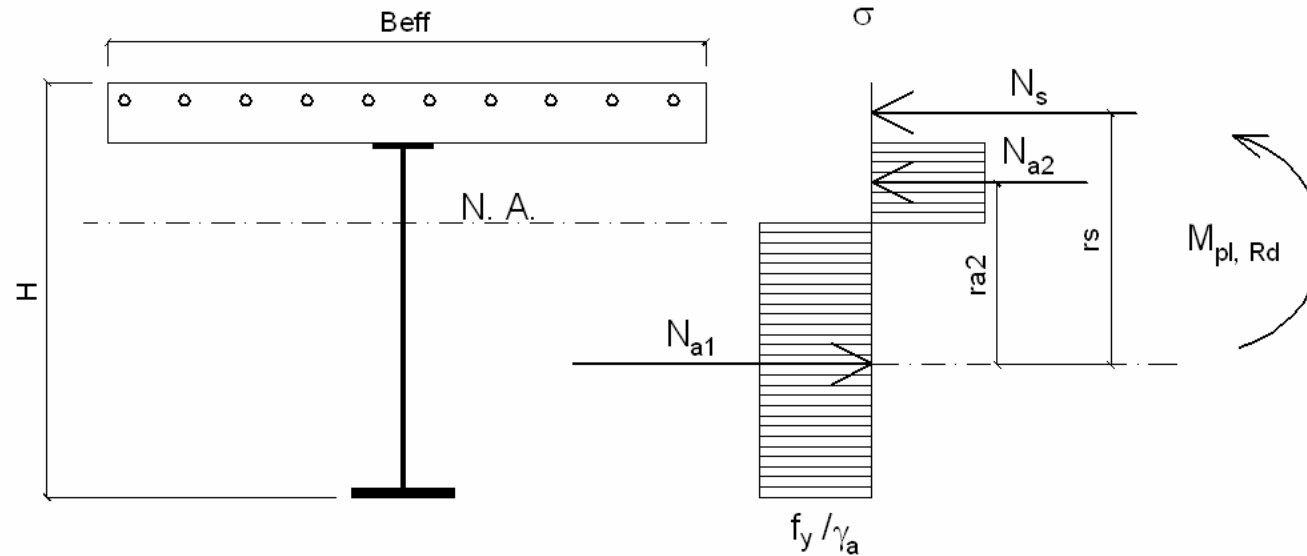 Beff
σ
N_s
N_a2
N. A.
H
ra2
rs
M_pl, Rd
N_a1
f_y /γ_a